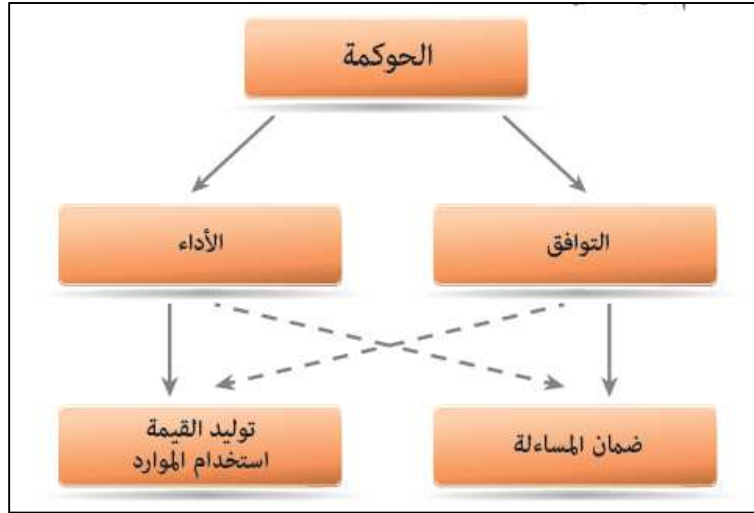 الحوكمة
التوافق
الأداء
ضمان المساءلة
توليد القيمة
استخدام الموارد